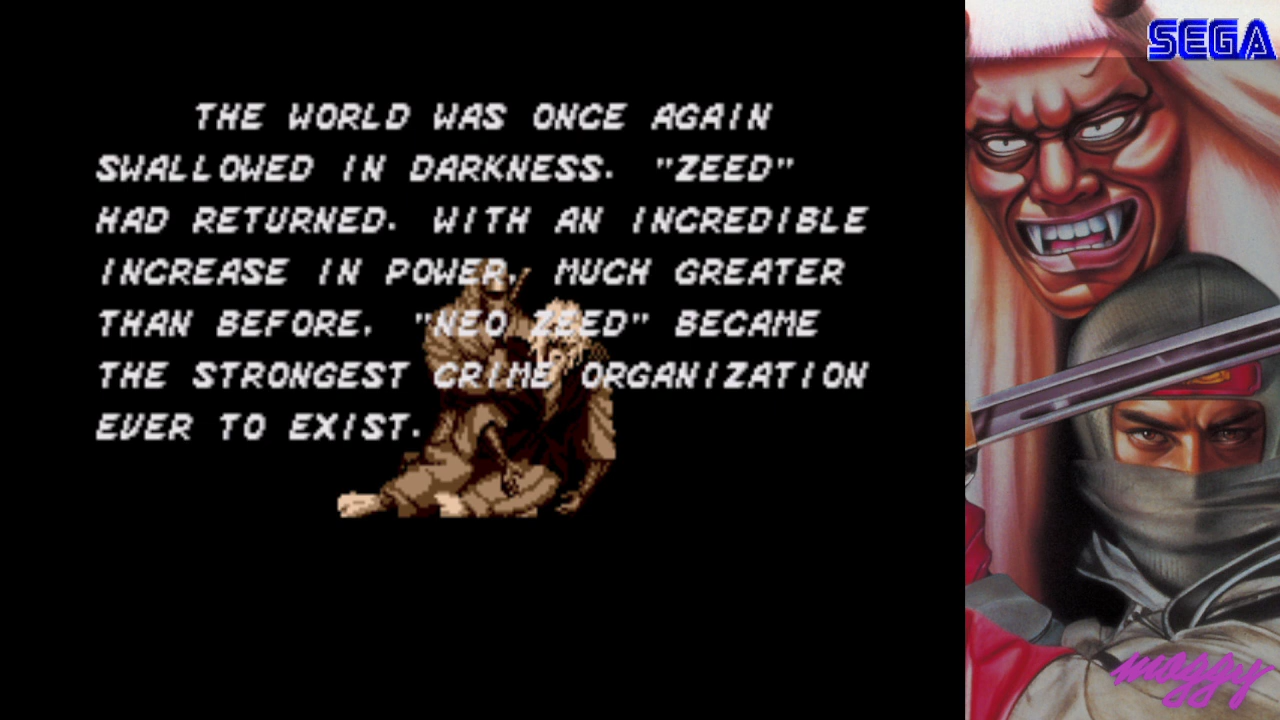 THE WORLD WAS ONCE AGAIN
SWALLOWED IN DARKNESS. "ZEED"
HAD RETURNED. WITH AN INCREDIBLE
INCREASE IN POWER, MUCH GREATER
THAN BEFORE, "NEO ZEED" BECAME
THE STRONGEST CRIME ORGANIZATION
EVER TO EXIST.
SEGA
moggy